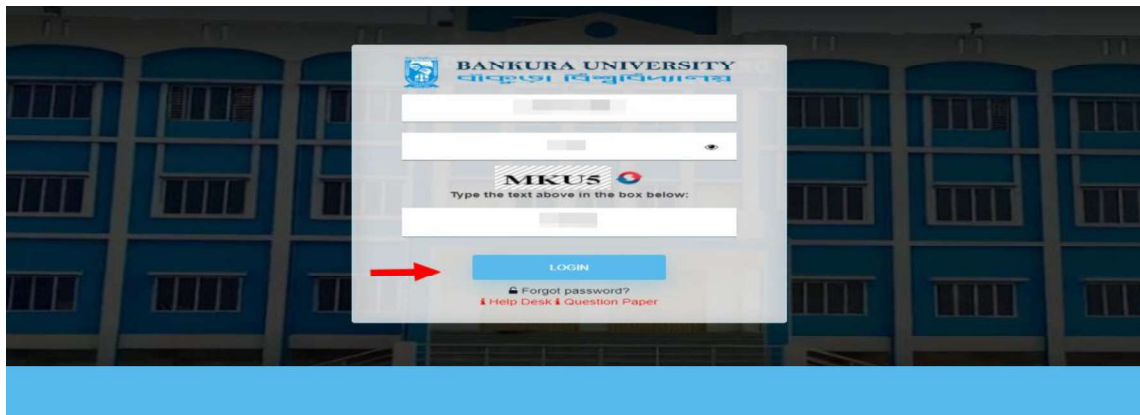 BANKURA UNIVERSITY
বাঁকুড়া বিশ্ববিদ্যালয়
MKU5
Type the text above in the box below:
LOGIN
Forgot password?
Help Desk Question Paper